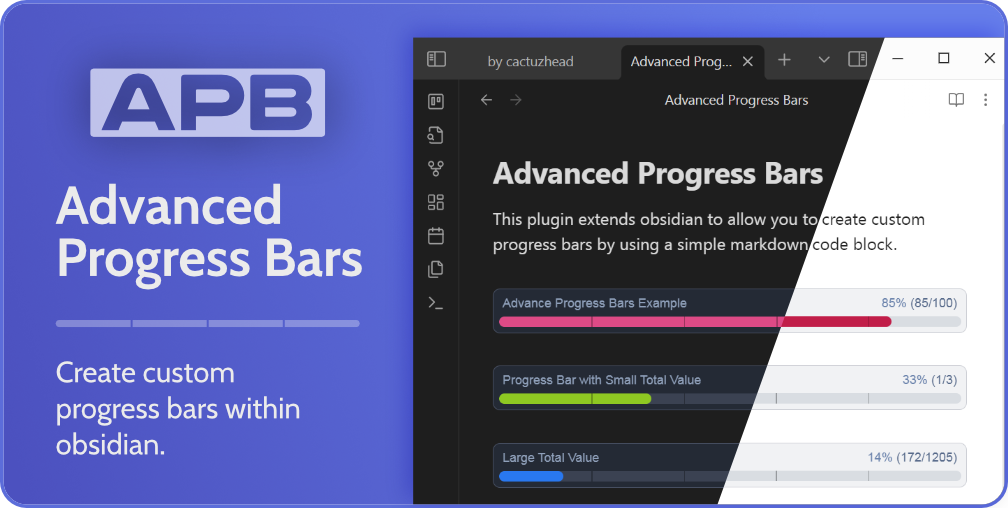 APB
Advanced
Progress Bars
Create custom
progress bars within
obsidian.
by cactuzhead
Advanced Prog...
Advanced Progress Bars
Advanced Progress Bars
This plugin extends obsidian to allow you to create custom
progress bars by using a simple markdown code block.
Advance Progress Bars Example 85% (85/100)
Progress Bar with Small Total Value 33% (1/3)
Large Total Value 14% (172/1205)